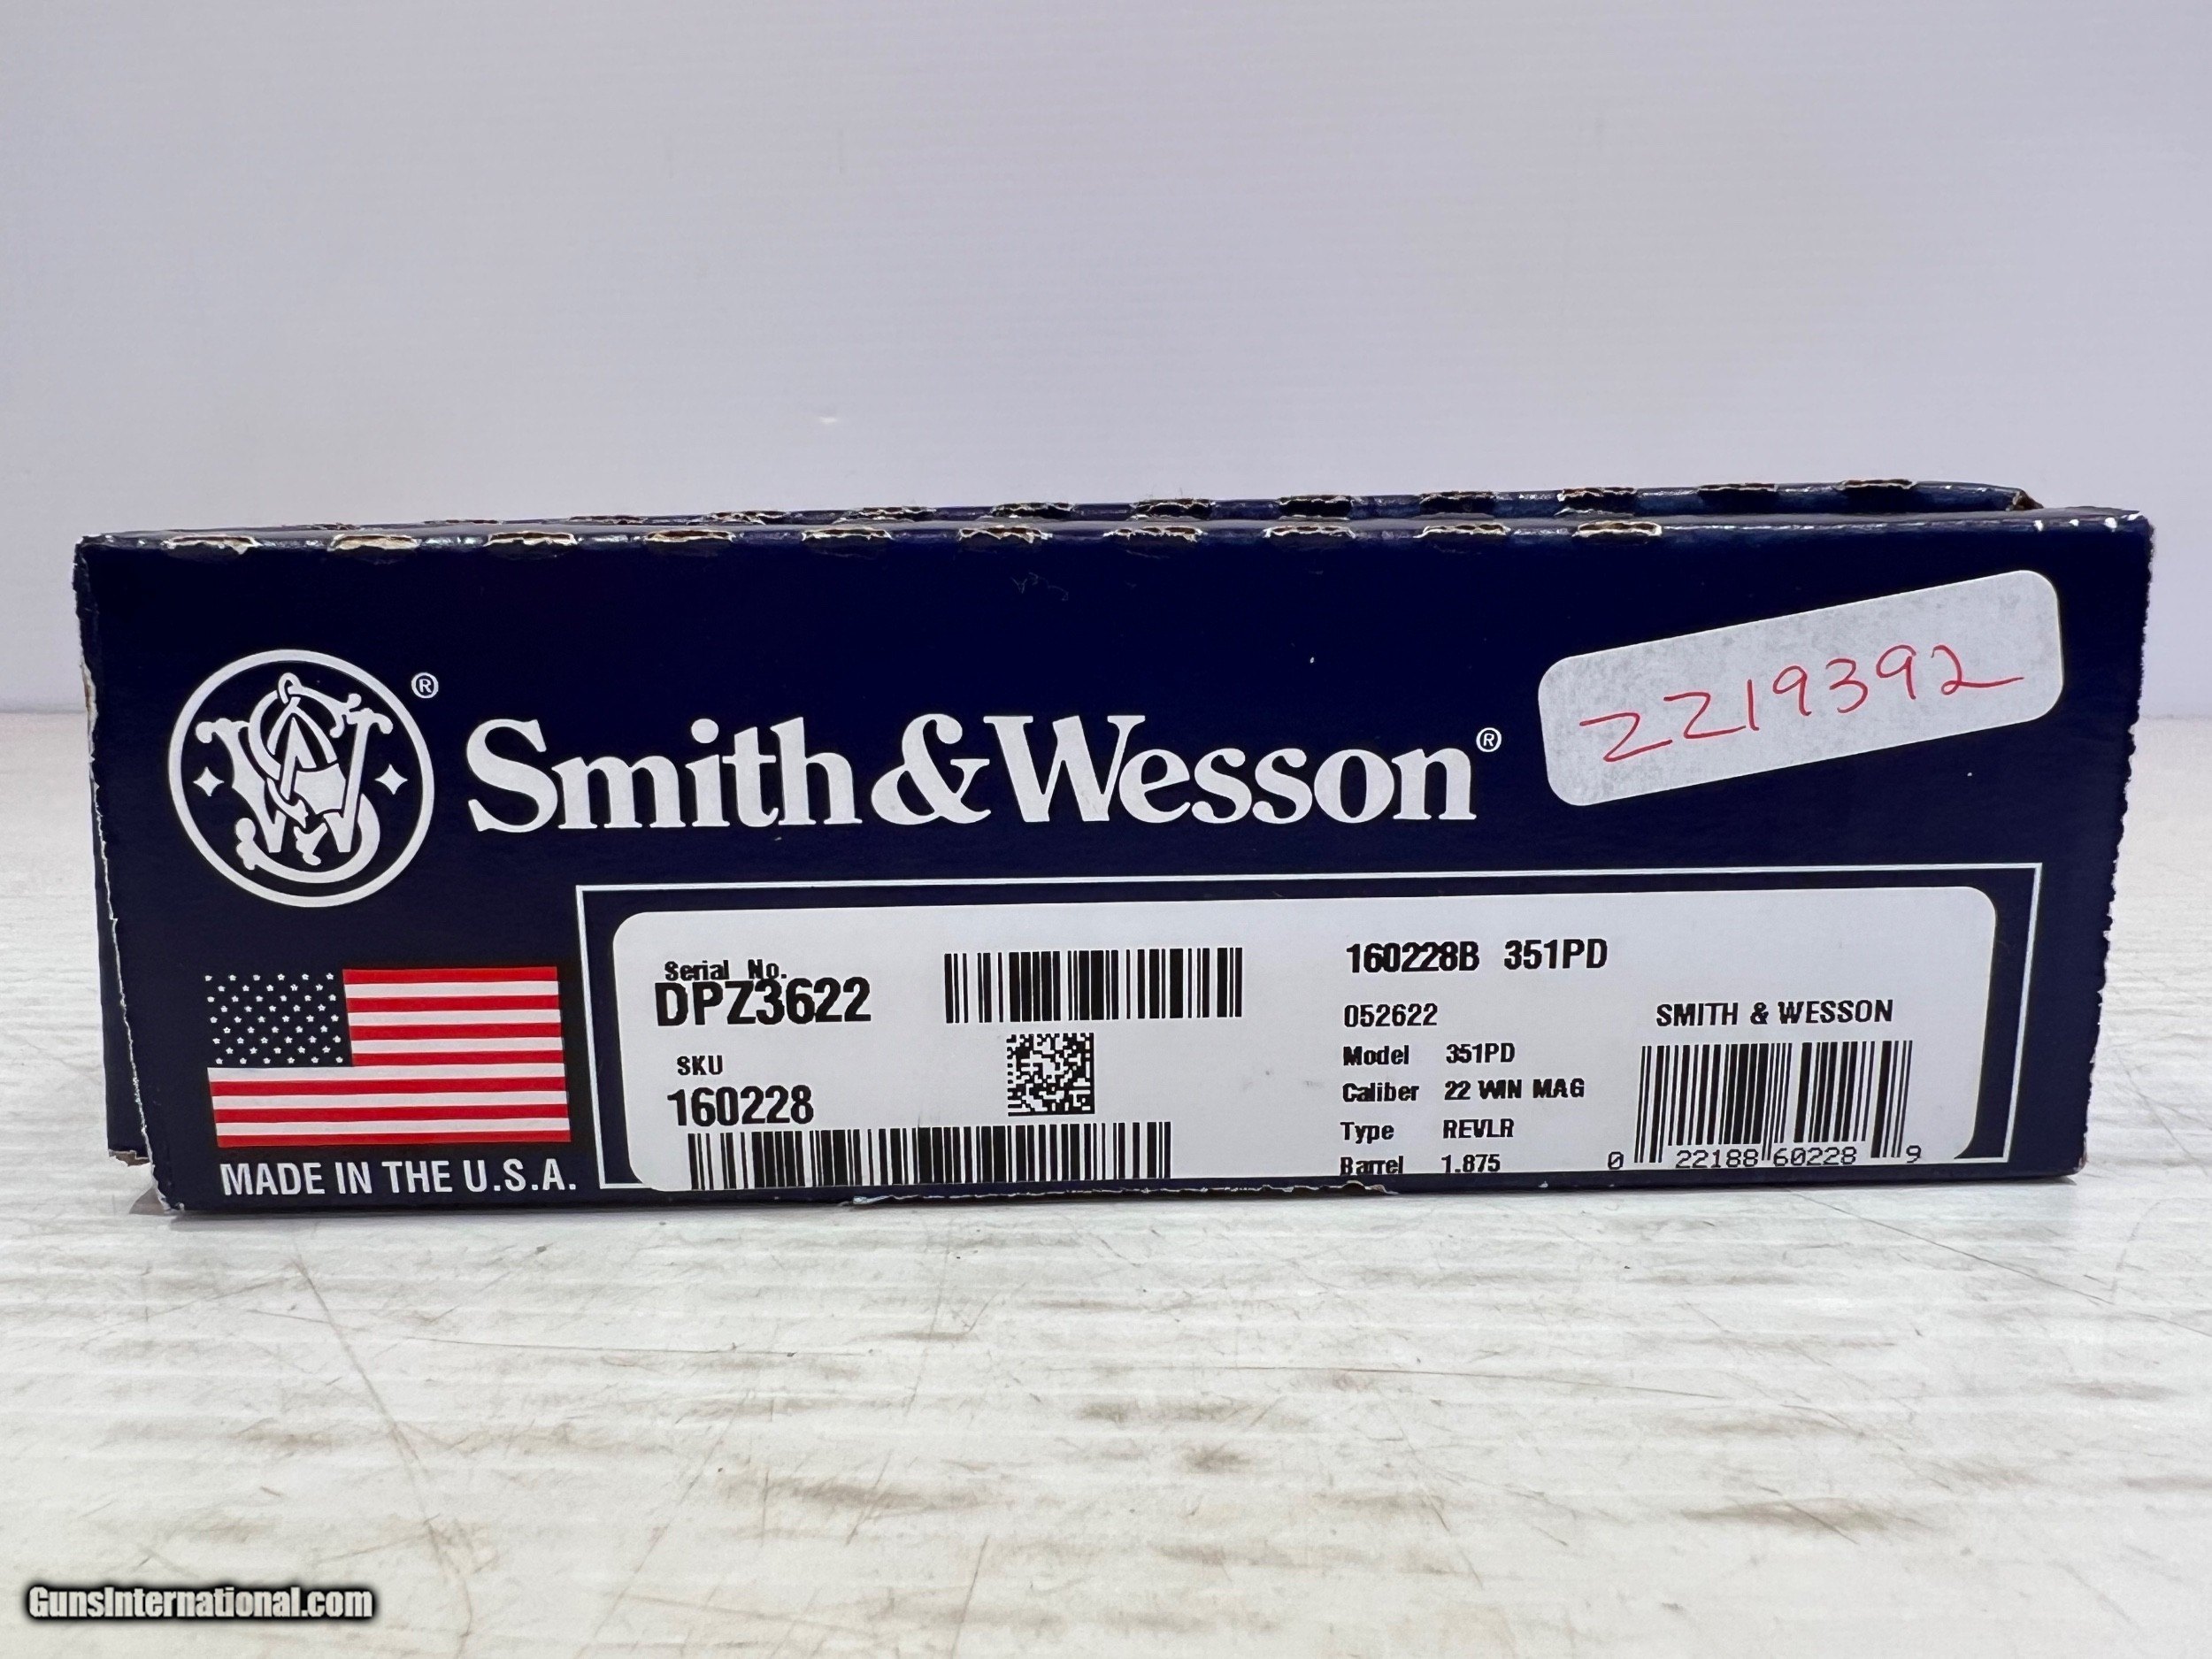 ®
Smith & Wesson®
2219392
MADE IN THE U.S.A.
Serial No.
DPZ3622
SKU
160228
160228B 351PD
052622
Model 351PD
Caliber 22 WIN MAG
Type REVLR
Barrel 1.875
SMITH & WESSON
0 22188 60228 9
GunsInternational.com